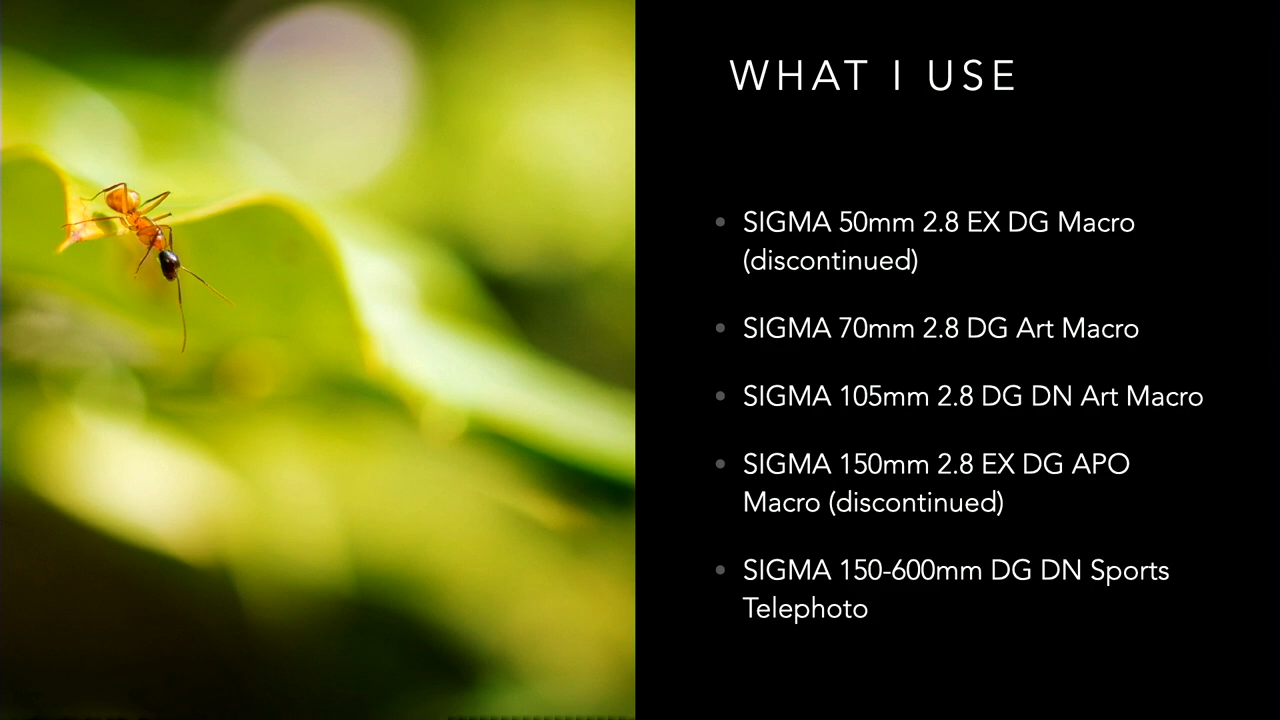 WHAT I USE
SIGMA 50mm 2.8 EX DG Macro
(discontinued)
SIGMA 70mm 2.8 DG Art Macro
SIGMA 105mm 2.8 DG DN Art Macro
SIGMA 150mm 2.8 EX DG APO
Macro (discontinued)
SIGMA 150-600mm DG DN Sports
Telephoto